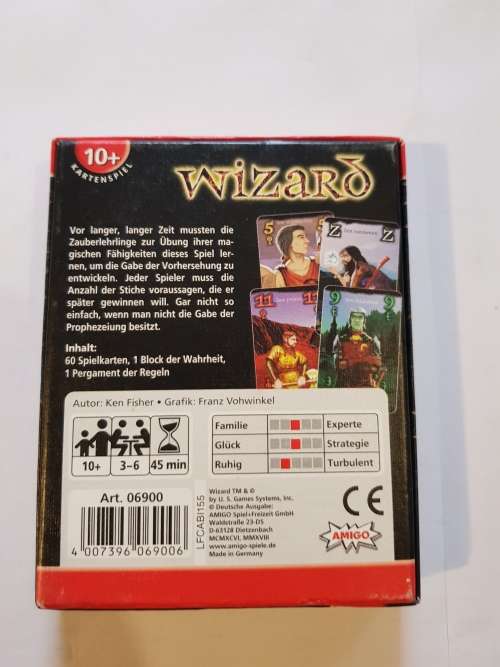 10+
KARTENSPIEL
WIZARD
Vor langer, langer Zeit mussten die
Zauberlehrlinge zur Übung ihrer ma-
gischen Fähigkeiten dieses Spiel ler-
nen, um die Gabe der Vorhersehung zu
entwickeln. Jeder Spieler muss die
Anzahl der Stiche voraussagen, die er
später gewinnen will. Gar nicht so
einfach, wenn man nicht die Gabe der
Prophezeiung besitzt.
Inhalt:
60 Spielkarten, 1 Block der Wahrheit,
1 Pergament der Regeln
5 5
Z Z
11 11
9 9
Autor: Ken Fisher • Grafik: Franz Vohwinkel
10+ 3–6 45 min
Familie Experte
Glück Strategie
Ruhig Turbulent
Art. 06900
4 007396 069006
LFCABI155
Wizard TM & ©
by U. S. Games Systems, Inc.
© Deutsche Ausgabe:
AMIGO Spiel+Freizeit GmbH
Waldstraße 23-D5
D-63128 Dietzenbach
MCMXCVI, MMXVIII
www.amigo-spiele.de
Made in Germany
CE
AMIGO